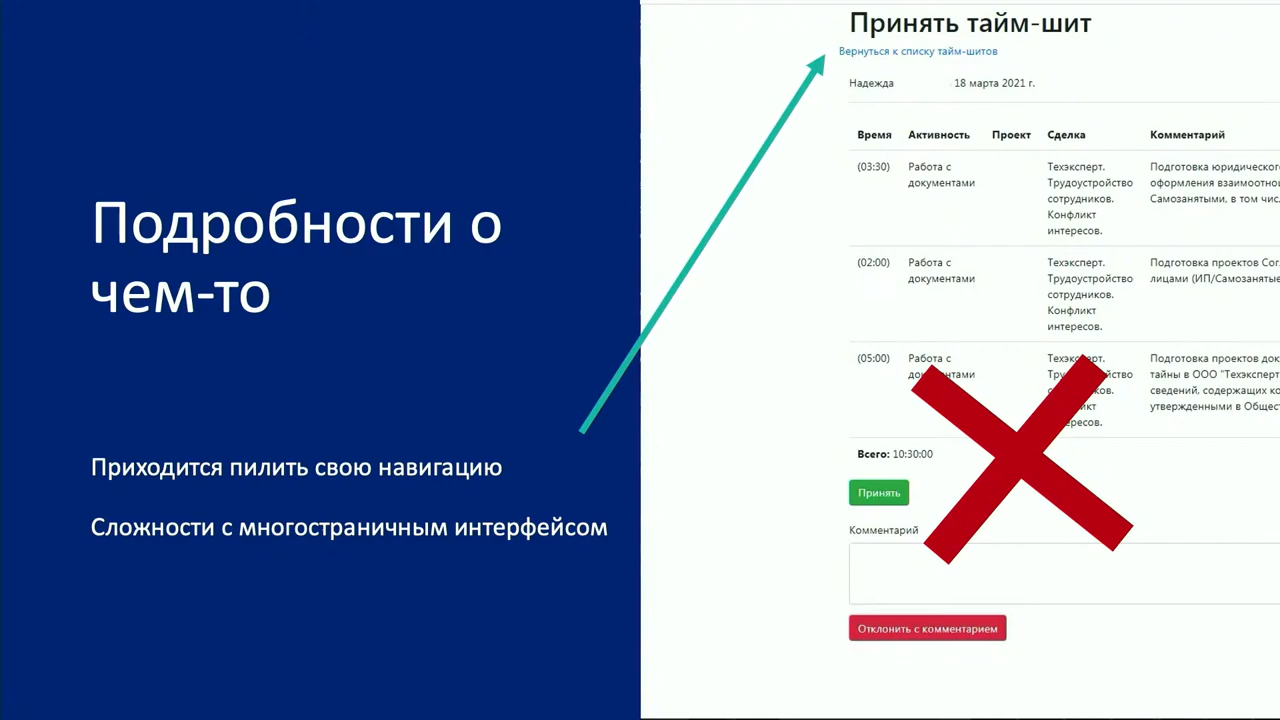 Подробности о
чем-то
Приходится пилить свою навигацию
Сложности с многостраничным интерфейсом
Принять тайм-шит
Вернуться к списку тайм-шитов
Надежда 18 марта 2021 г.
Время Активность Проект Сделка Комментарий
(03:30) Работа с Техэксперт. Подготовка юридического
документами Трудоустройство оформления взаимоотно
сотрудников. Самозанятыми, в том чис.
Конфликт
интересов.
(02:00) Работа с Техэксперт. Подготовка проектов Сог.
документами Трудоустройство лицами (ИП/Самозанятые
сотрудников.
Конфликт
интересов.
(05:00) Работа с Подготовка проектов док
тайны в ООО "Техэксперт
сведений, содержащих ко
утвержденными в Общест
Всего: 10:30:00
Принять
Комментарий
Отклонить с комментарием